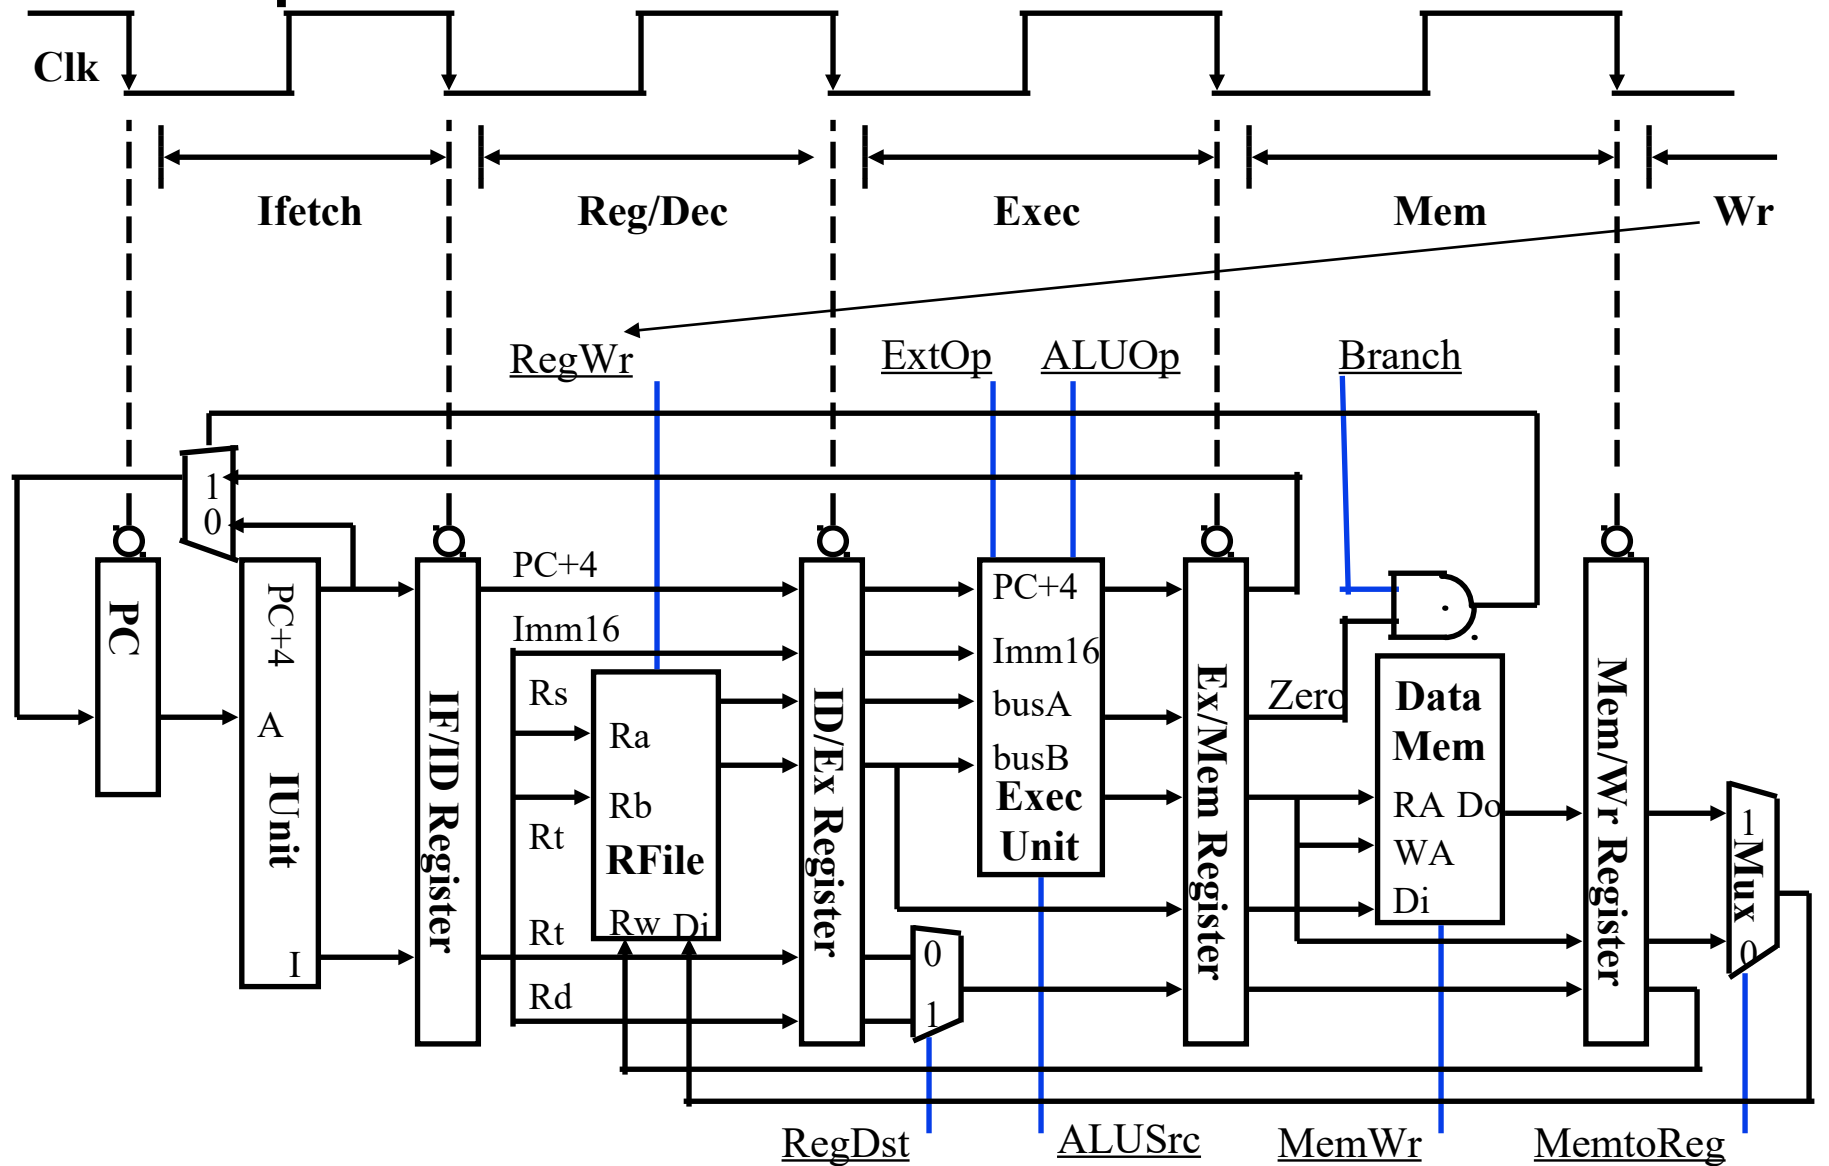 Clk
Ifetch
Reg/Dec
Exec
Mem
Wr
RegWr
ExtOp
ALUOp
Branch
1
0
PC
PC+4
A
IUnit
I
IF/ID Register
PC+4
Imm16
Rs
Rt
Rt
Rd
Ra
Rb
RFile
Rw Di
ID/Ex Register
0
1
PC+4
Imm16
busA
busB
Exec
Unit
Ex/Mem Register
Zero
Data
Mem
RA Do
WA
Di
Mem/Wr Register
1
Mux
0
RegDst
ALUSrc
MemWr
MemtoReg